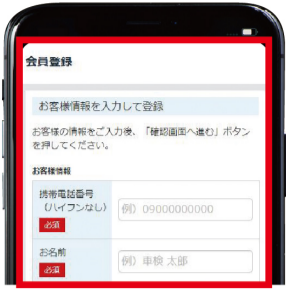 会員登録
お客様情報を入力して登録
お客様の情報をご入力後、「確認画面へ進む」ボタン
を押してください。
お客様情報
携帯電話番号
(ハイフンなし)
必須
例）09000000000
お名前
必須
例）車検 太郎